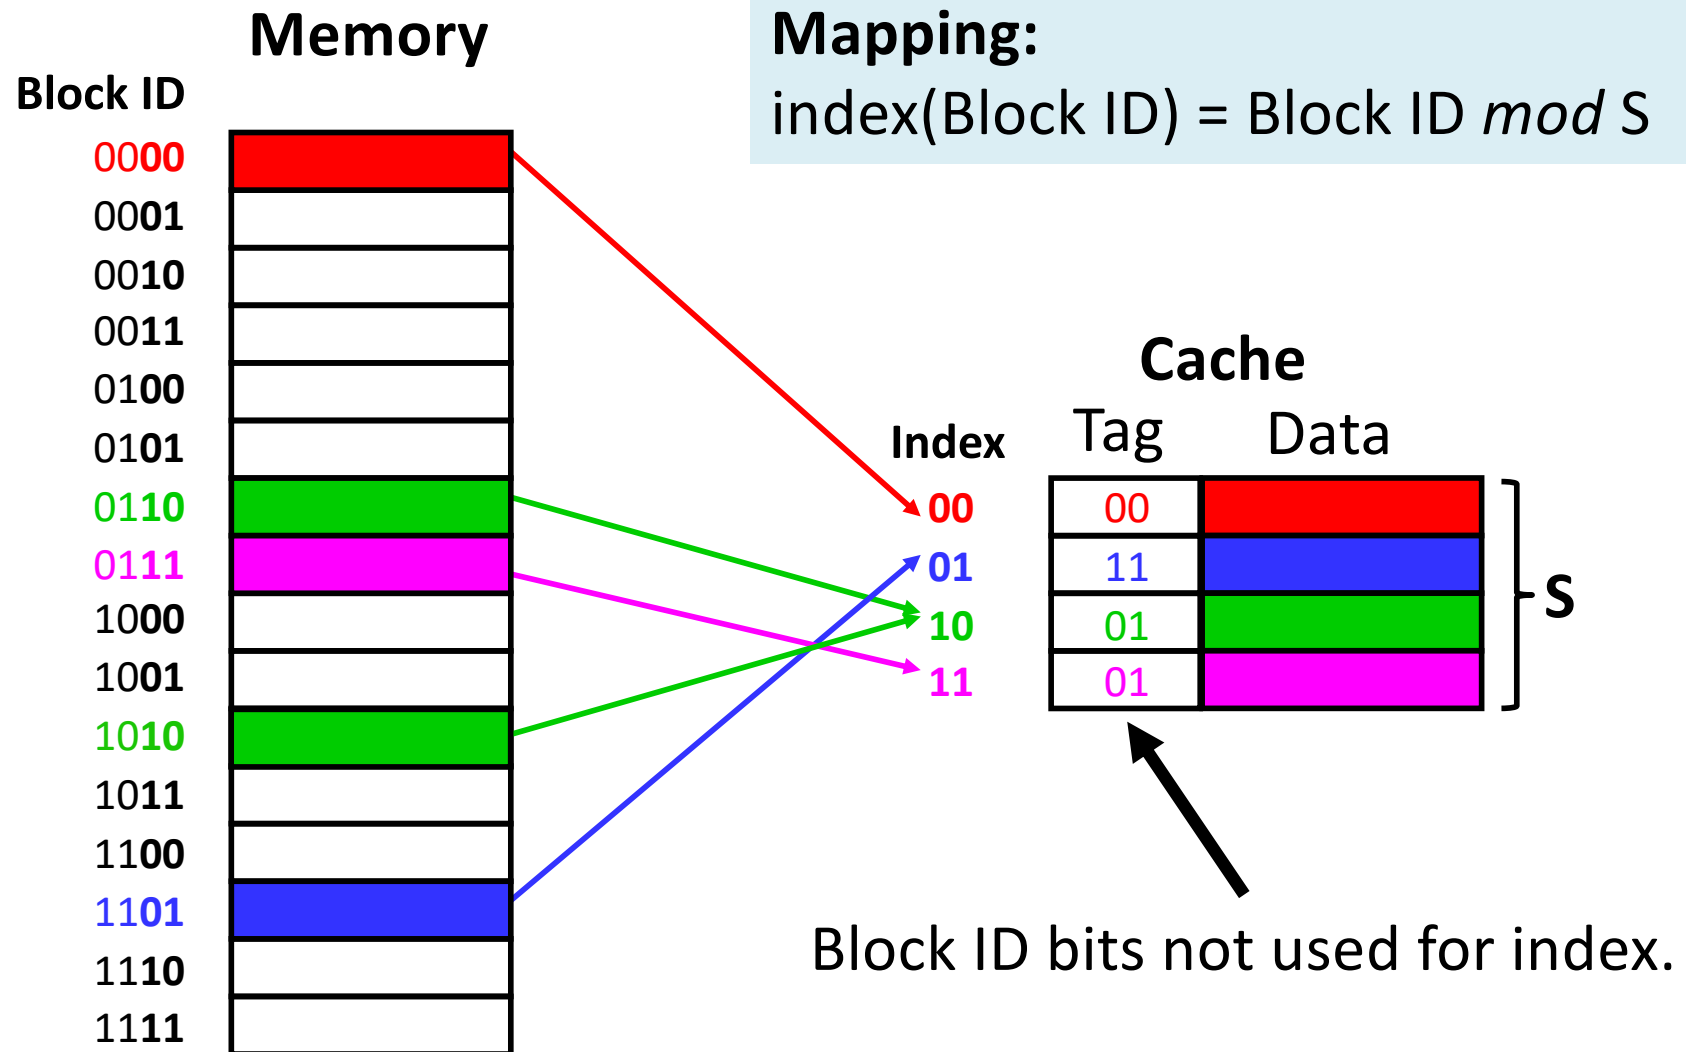 Memory
Mapping:
index(Block ID) = Block ID mod S
Block ID
0000
0001
0010
0011
0100
0101
0110
0111
1000
1001
1010
1011
1100
1101
1110
1111
Cache
Index Tag Data
00 00
01 11
10 01
11 01
S
Block ID bits not used for index.